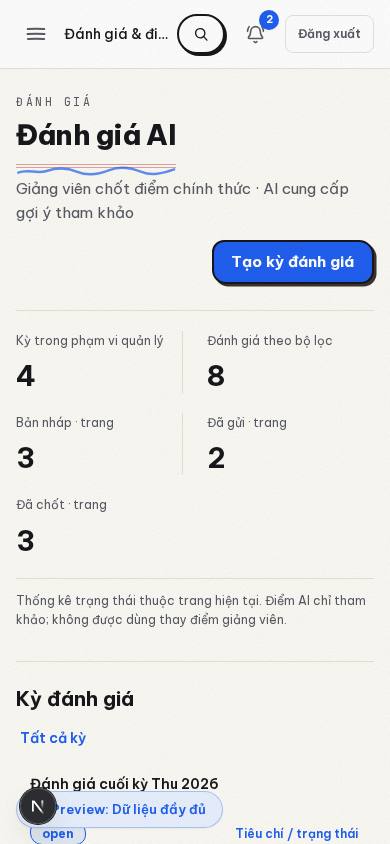 Đánh giá & đi...
2
Đăng xuất
ĐÁNH GIÁ
Đánh giá AI
Giảng viên chốt điểm chính thức · AI cung cấp
gợi ý tham khảo
Tạo kỳ đánh giá
Kỳ trong phạm vi quản lý
Đánh giá theo bộ lọc
4
8
Bản nháp · trang
Đã gửi · trang
3
2
Đã chốt · trang
3
Thống kê trạng thái thuộc trang hiện tại. Điểm AI chỉ tham
khảo; không được dùng thay điểm giảng viên.
Kỳ đánh giá
Tất cả kỳ
Đánh giá cuối kỳ Thu 2026
N
Preview: Dữ liệu đầy đủ
open
Tiêu chí / trạng thái